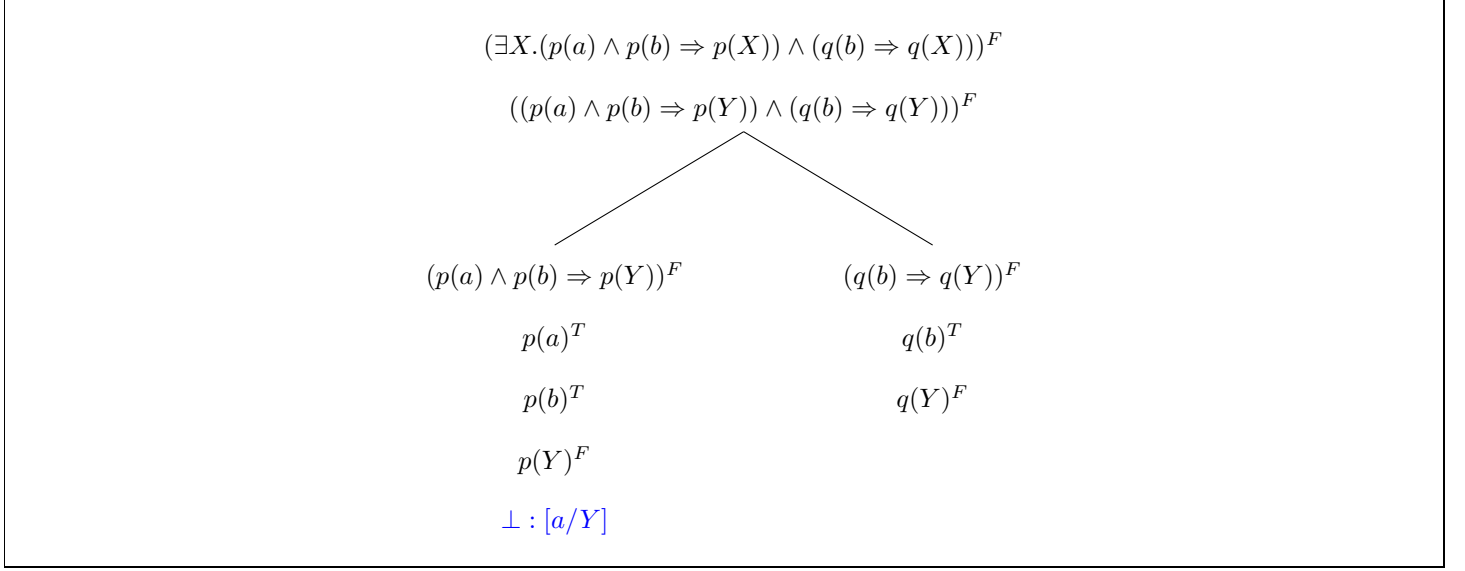 (∃X.(p(a) ∧ p(b) ⇒ p(X)) ∧ (q(b) ⇒ q(X)))^F
((p(a) ∧ p(b) ⇒ p(Y)) ∧ (q(b) ⇒ q(Y)))^F
(p(a) ∧ p(b) ⇒ p(Y))^F (q(b) ⇒ q(Y))^F
p(a)^T q(b)^T
p(b)^T q(Y)^F
p(Y)^F
⊥ : [a/Y]